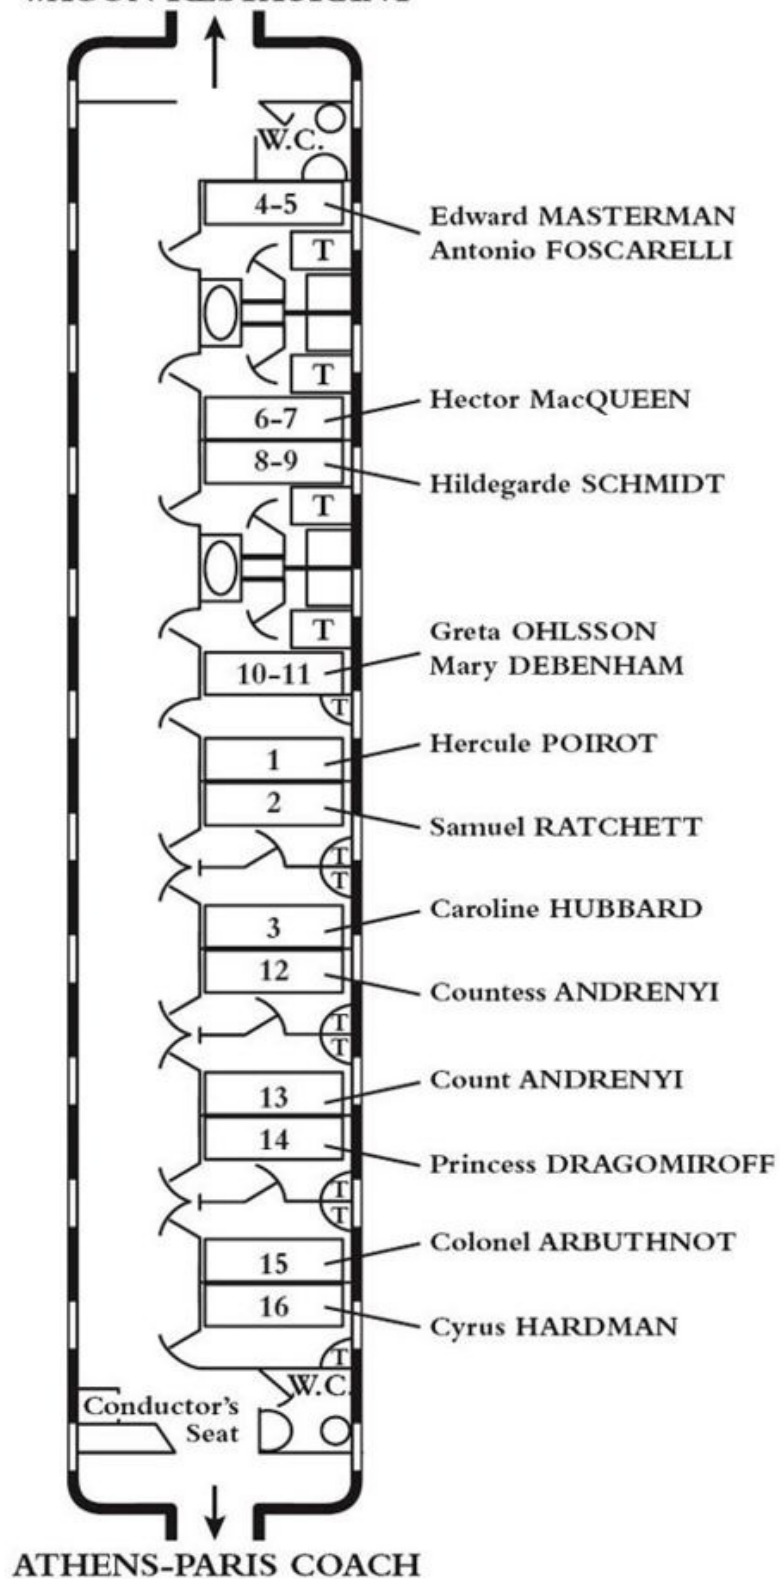 W.C.
4-5
Edward MASTERMAN
Antonio FOSCARELLI
T
T
6-7
Hector MacQUEEN
8-9
Hildegarde SCHMIDT
T
T
Greta OHLSSON
Mary DEBENHAM
10-11
T
1
Hercule POIROT
2
Samuel RATCHETT
T
T
3
Caroline HUBBARD
12
Countess ANDRENYI
T
T
13
Count ANDRENYI
14
Princess DRAGOMIROFF
T
T
15
Colonel ARBUTHNOT
16
Cyrus HARDMAN
T
W.C.
Conductor's
Seat
ATHENS-PARIS COACH